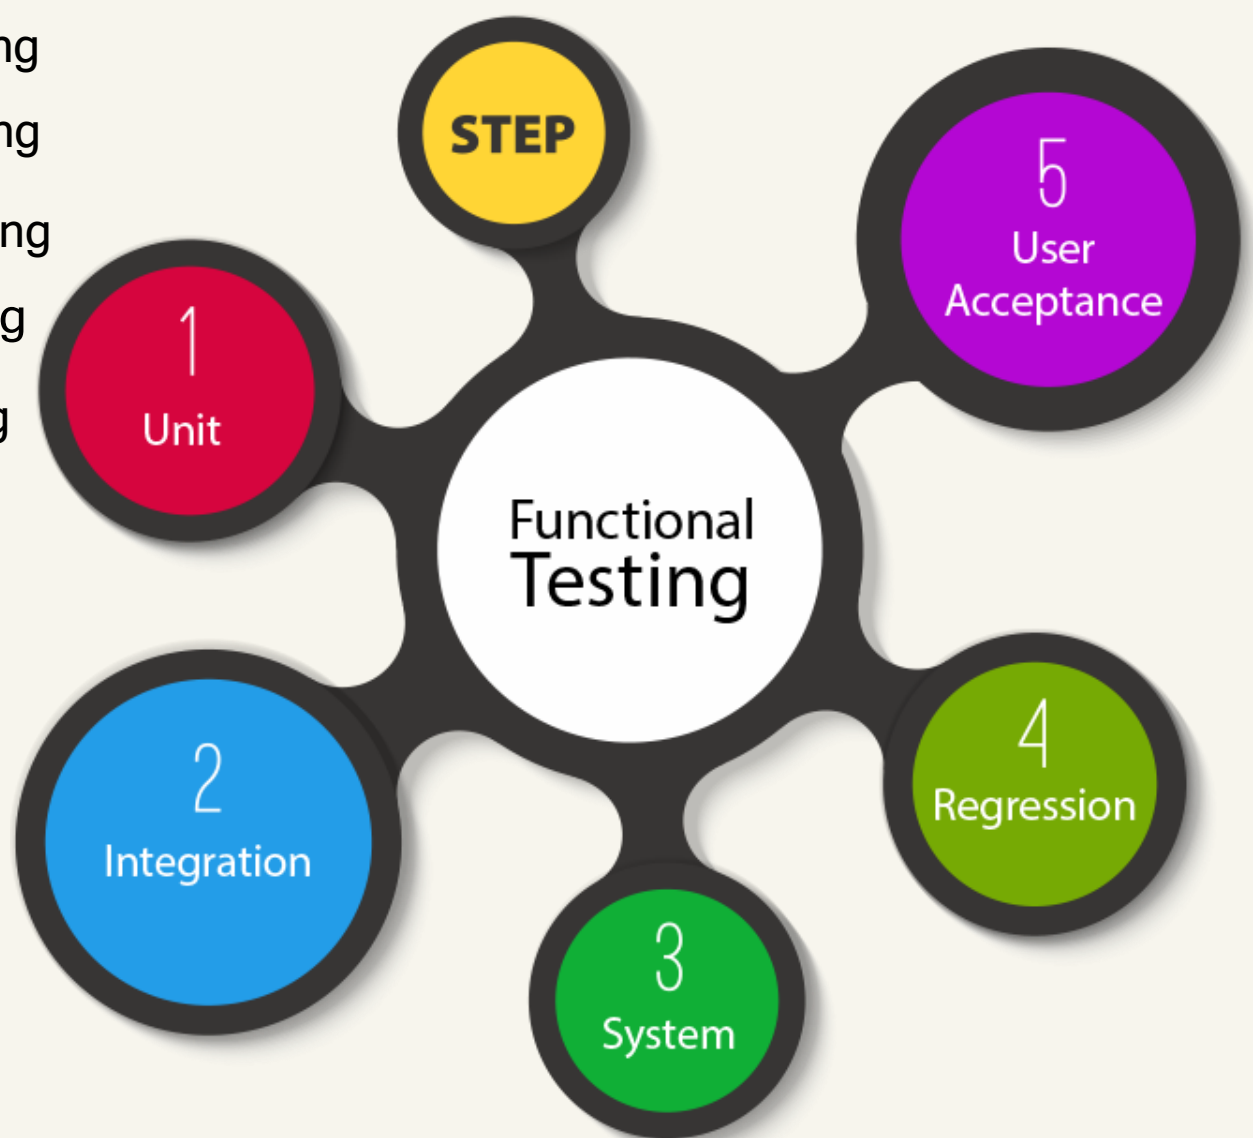 STEP
1
Unit
2
Integration
3
System
4
Regression
5
User
Acceptance
Functional
Testing